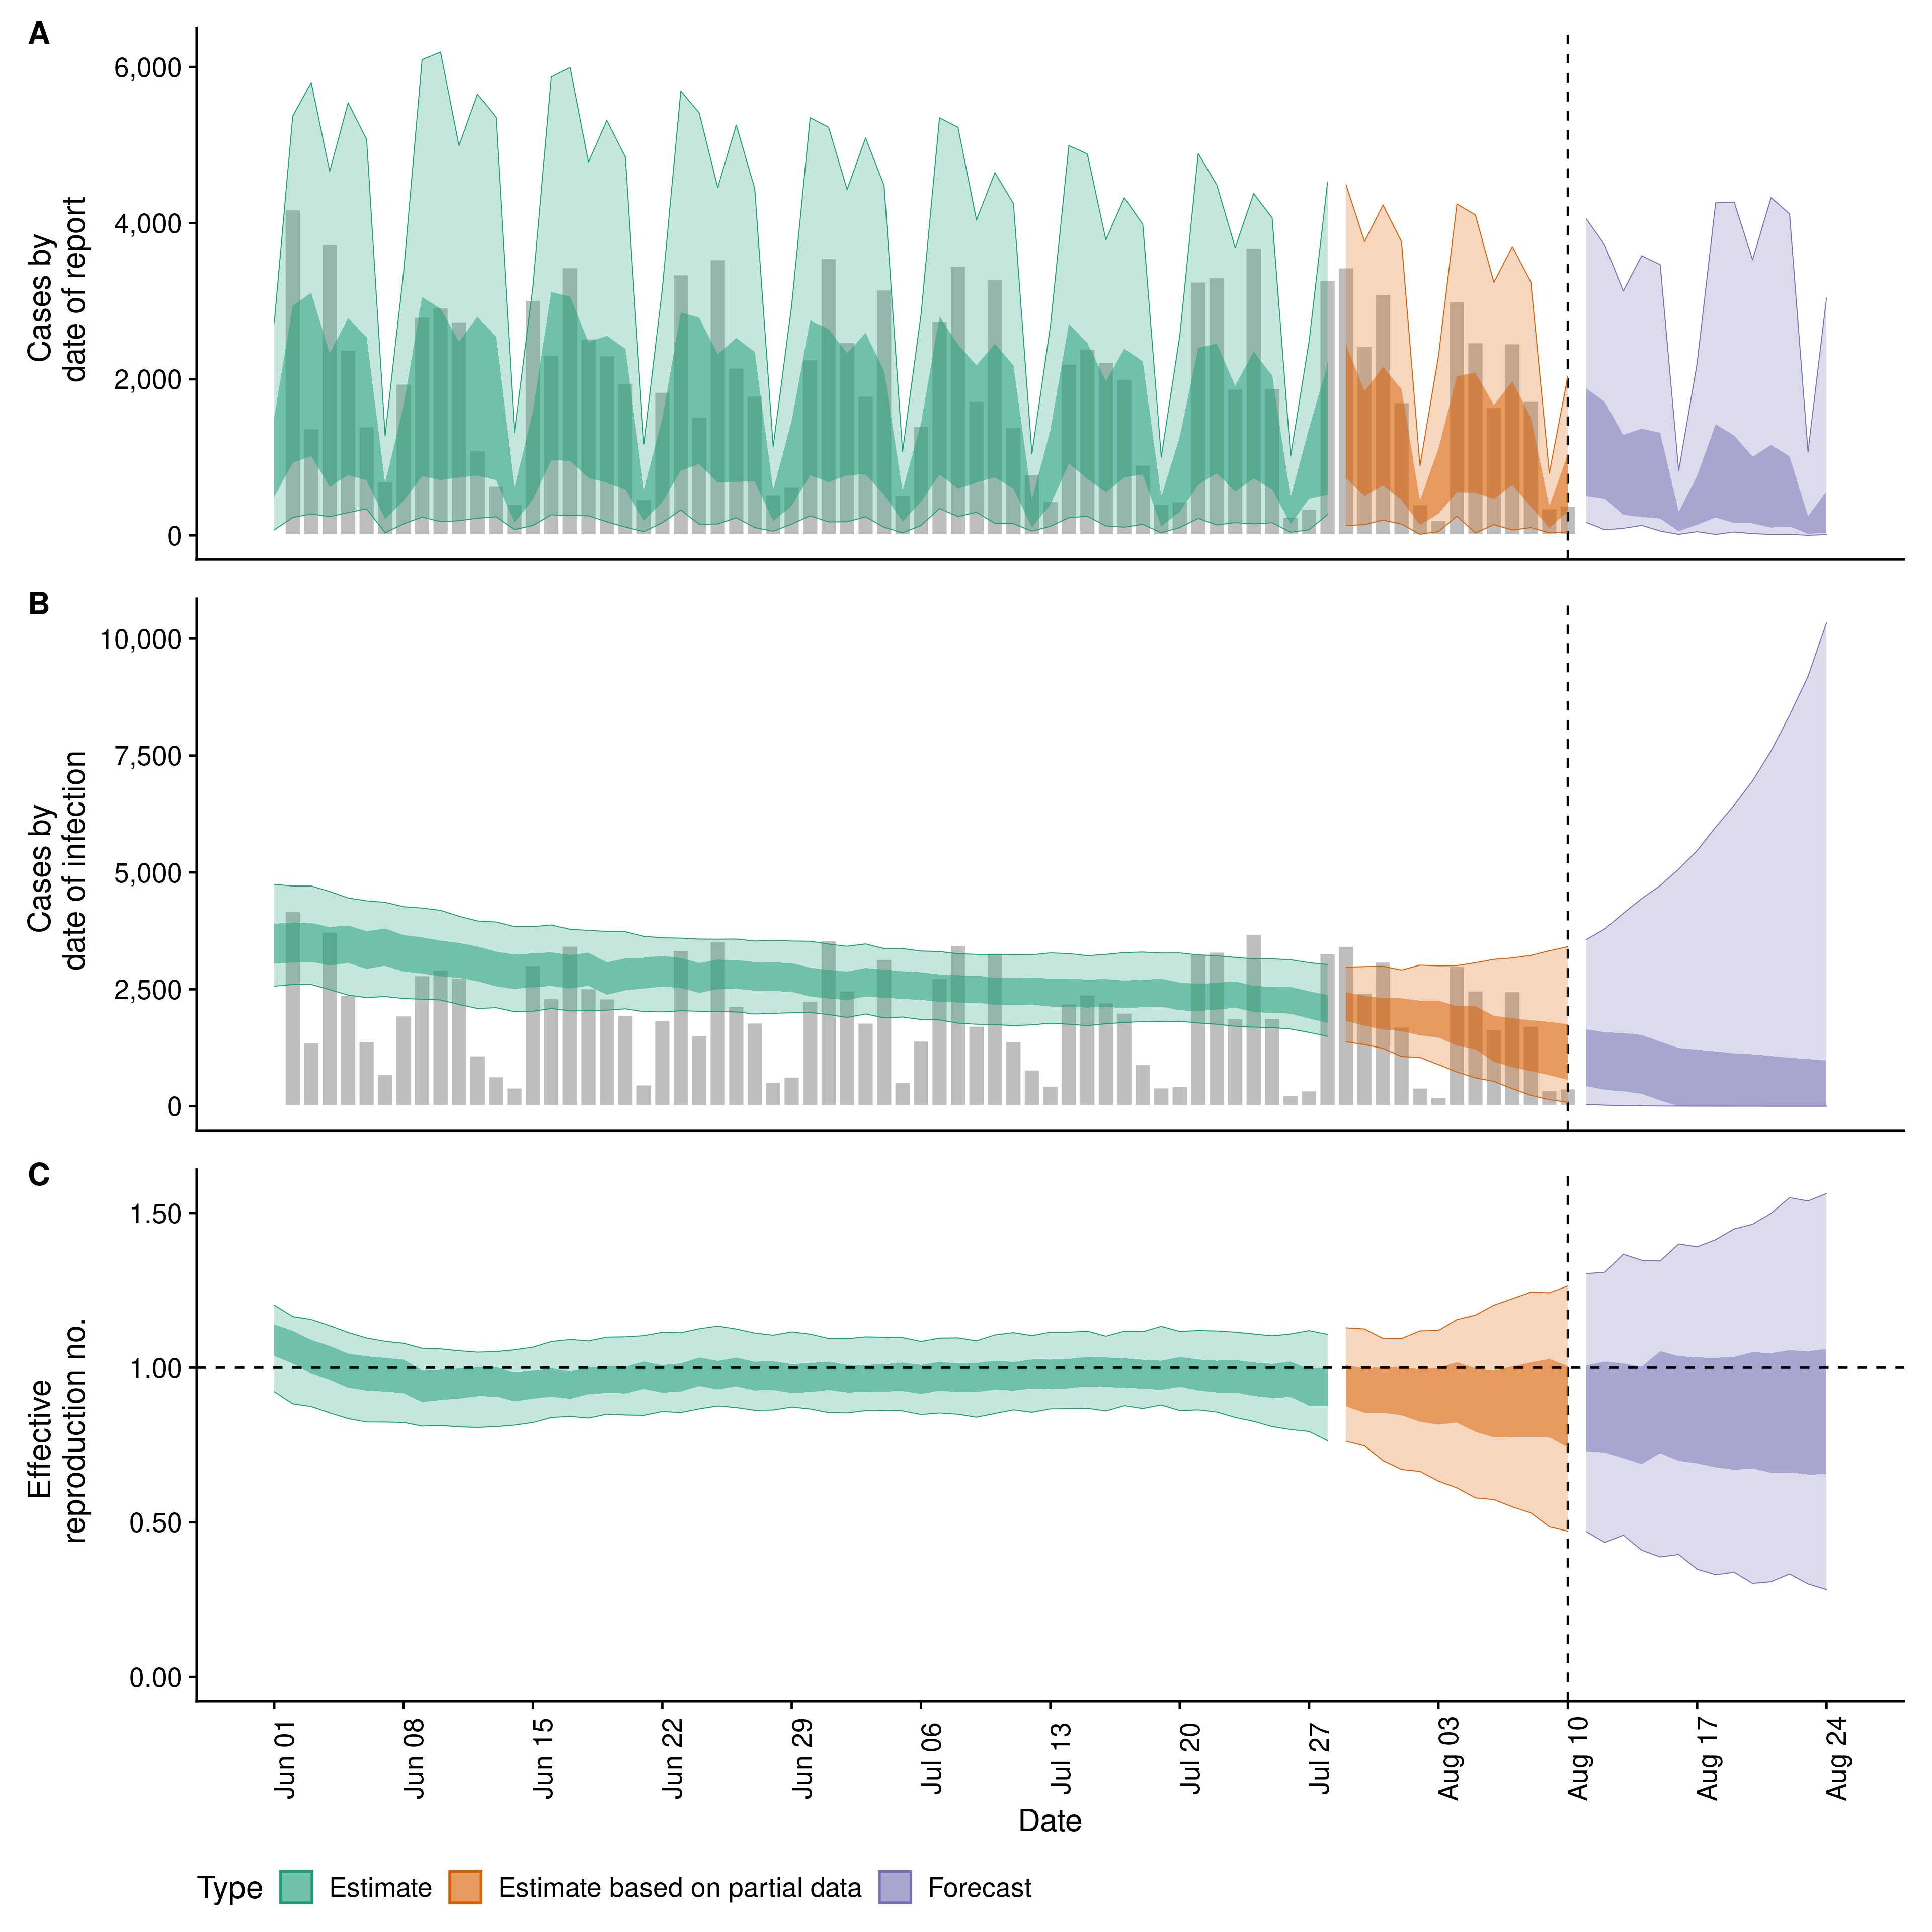 A
Cases by
date of report
6,000
4,000
2,000
0
B
Cases by
date of infection
10,000
7,500
5,000
2,500
0
C
Effective
reproduction no.
1.50
1.00
0.50
0.00
Jun 01
Jun 08
Jun 15
Jun 22
Jun 29
Jul 06
Jul 13
Jul 20
Jul 27
Aug 03
Aug 10
Aug 17
Aug 24
Date
Type Estimate Estimate based on partial data Forecast